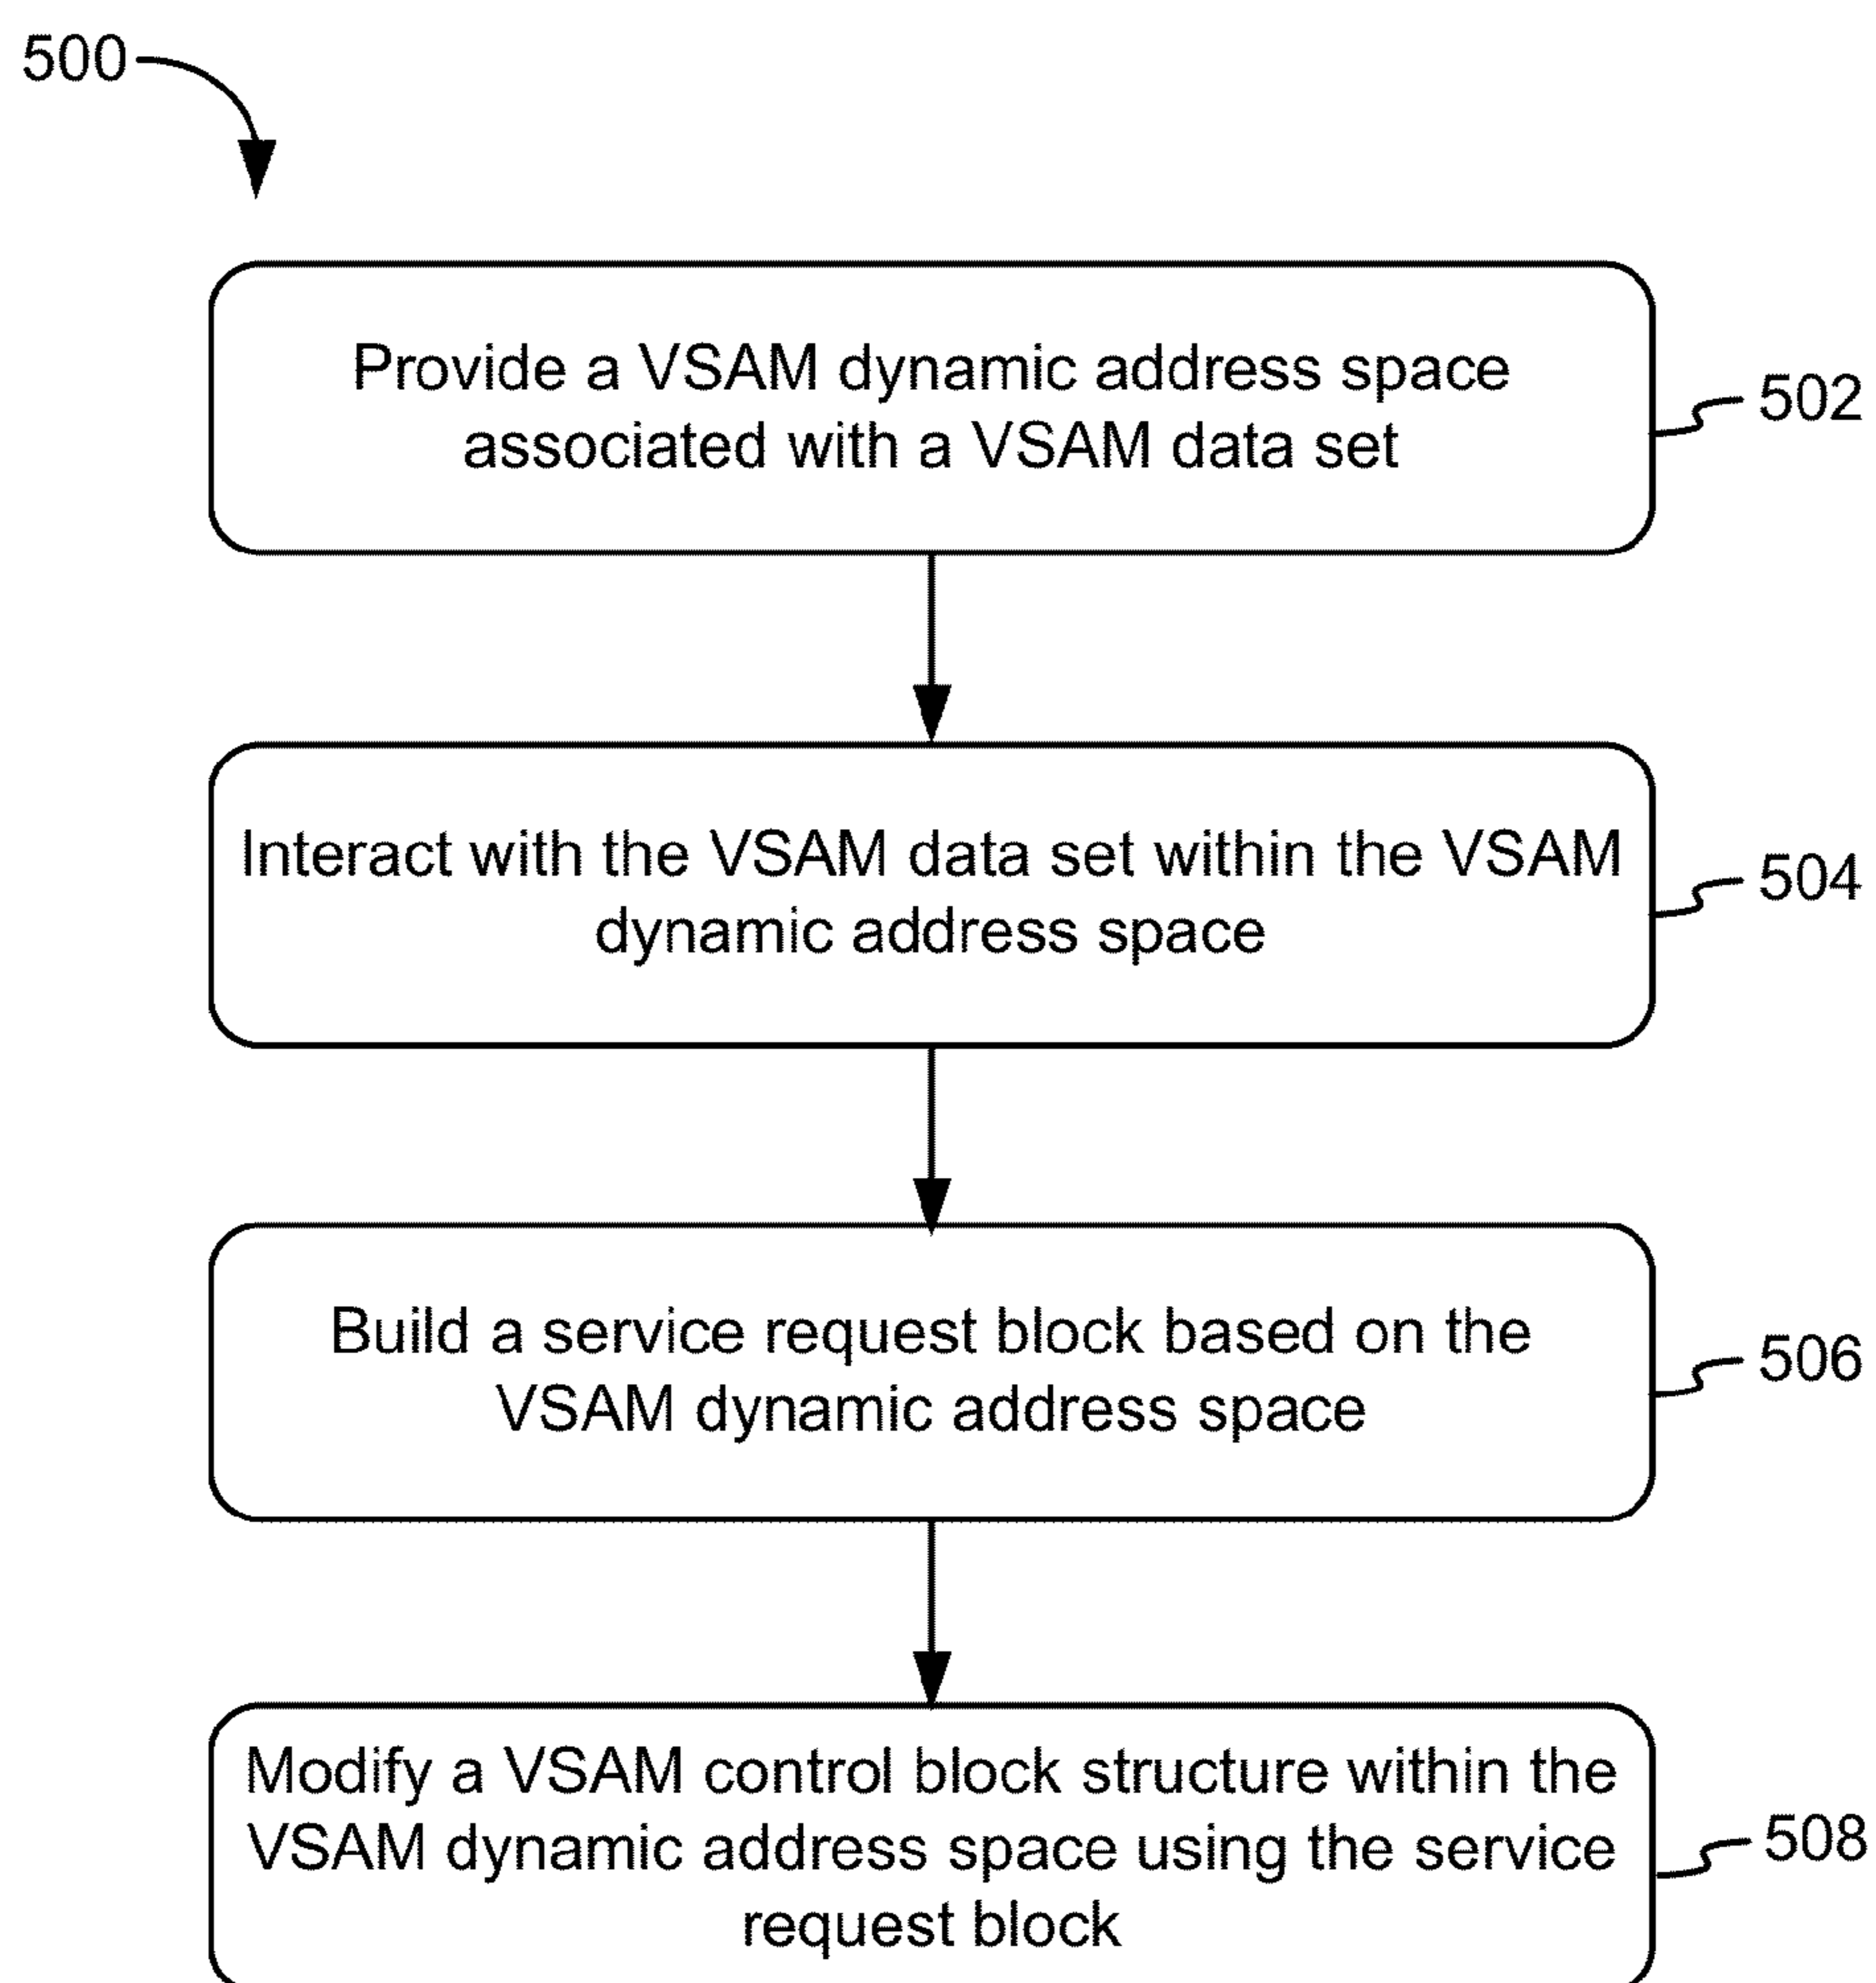 500
Provide a VSAM dynamic address space
associated with a VSAM data set
502
Interact with the VSAM data set within the VSAM
dynamic address space
504
Build a service request block based on the
VSAM dynamic address space
506
Modify a VSAM control block structure within the
VSAM dynamic address space using the service
request block
508